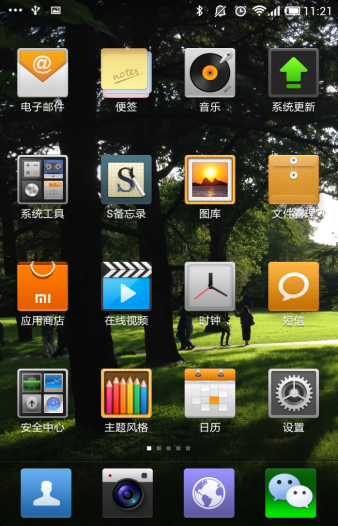 11:21
@
notes
电子邮件
便签
音乐
系统更新
S
系统工具
S备忘录
图库
文件管理
mi
应用商店
在线视频
时钟
短信
安全中心
主题风格
日历
设置